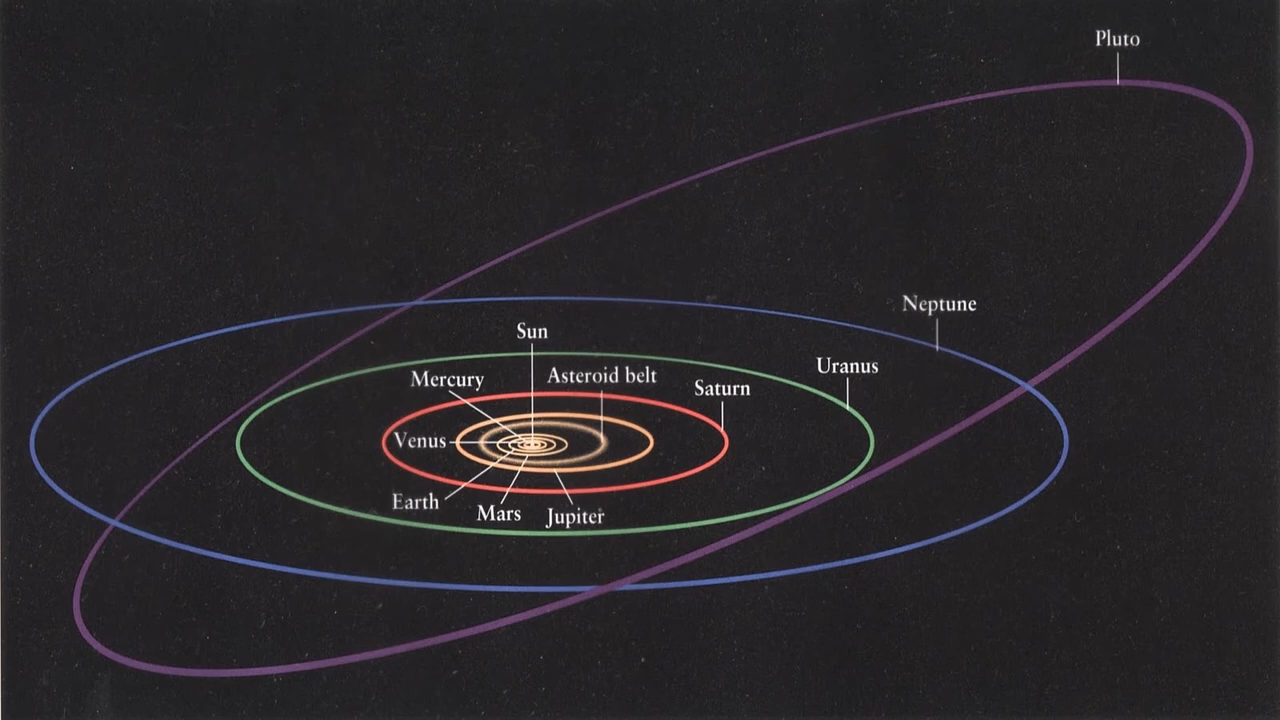 Pluto
Neptune
Sun
Uranus
Asteroid belt
Mercury
Saturn
Venus
Earth
Mars
Jupiter